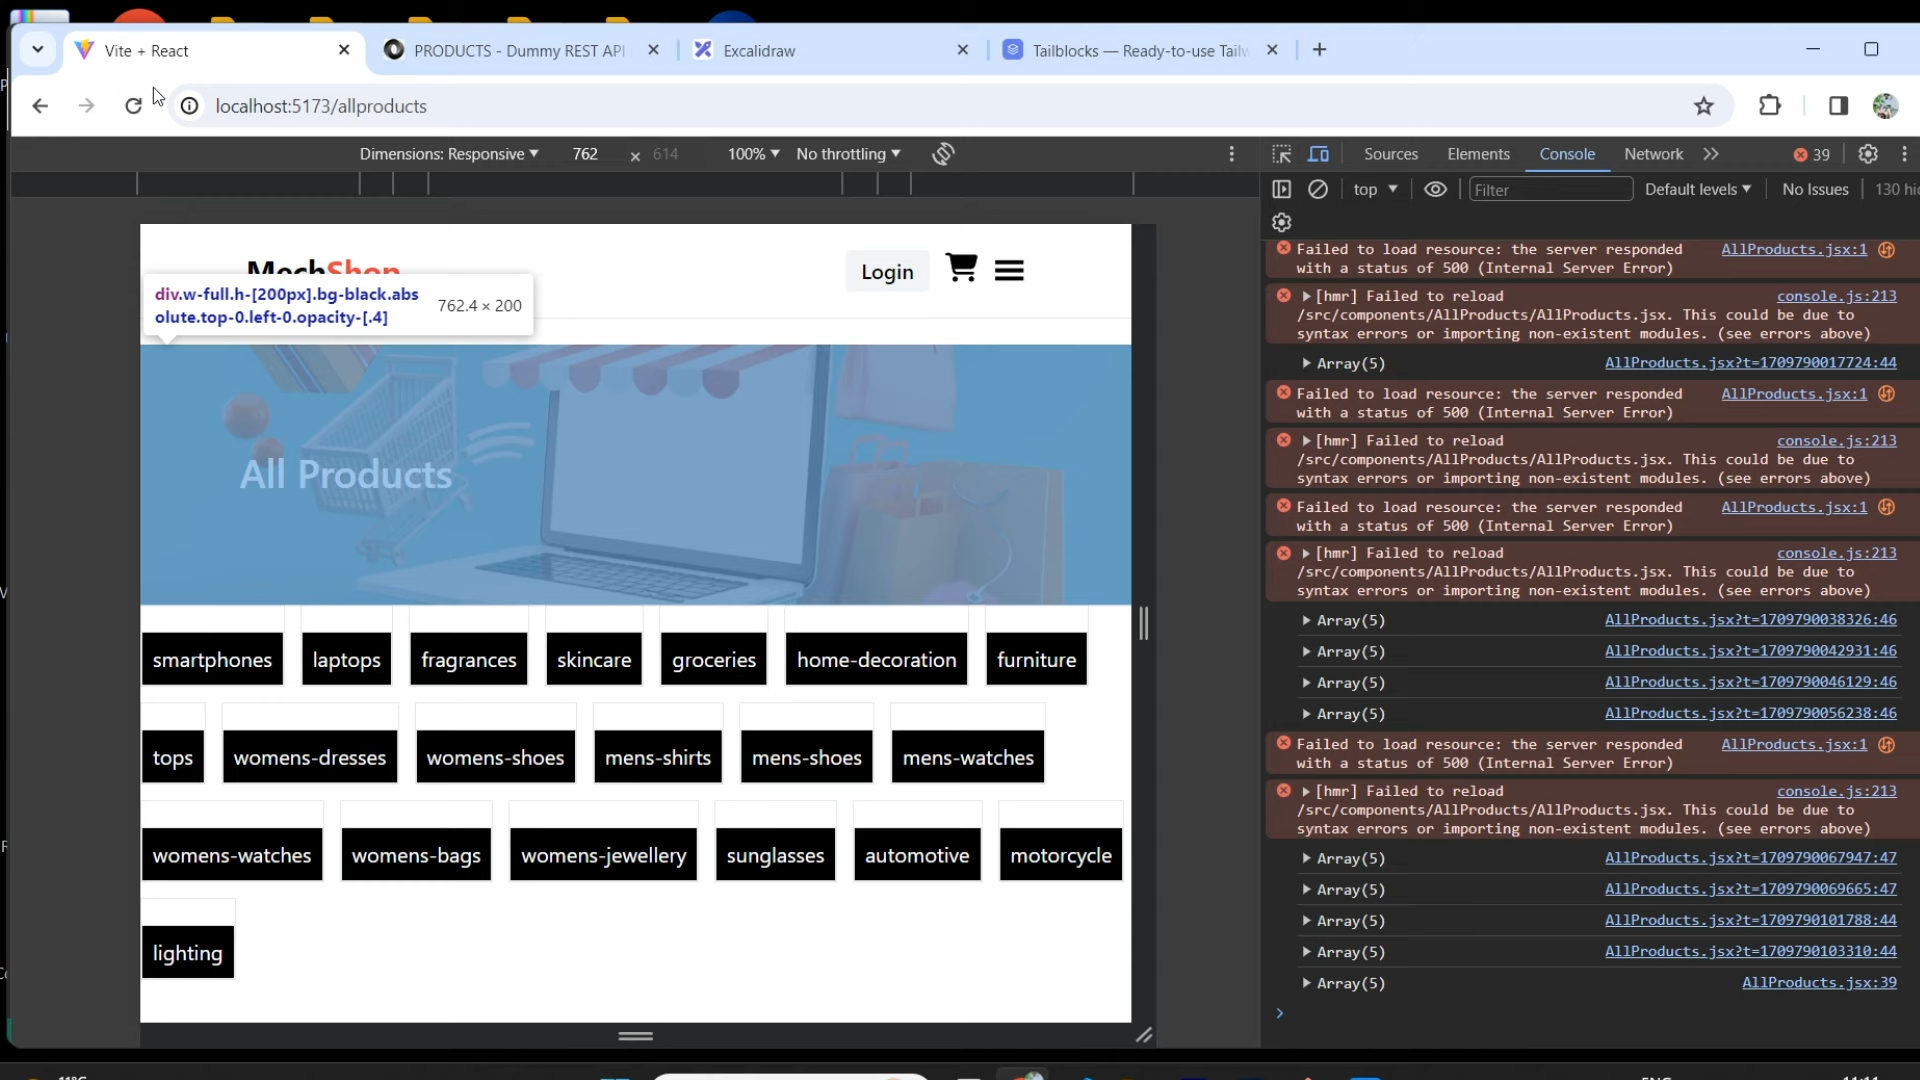 Vite + React
PRODUCTS - Dummy REST API
Excalidraw
Tailblocks — Ready-to-use Tailw
localhost:5173/allproducts
Dimensions: Responsive
762
x
614
100%
No throttling
Sources
Elements
Console
Network
39
top
Filter
Default levels
No Issues
130 hid
MechShop
Login
div.w-full.h-[200px].bg-black.abs
olute.top-0.left-0.opacity-[.4]
762.4 × 200
All Products
smartphones
laptops
fragrances
skincare
groceries
home-decoration
furniture
tops
womens-dresses
womens-shoes
mens-shirts
mens-shoes
mens-watches
womens-watches
womens-bags
womens-jewellery
sunglasses
automotive
motorcycle
lighting
Failed to load resource: the server responded AllProducts.jsx:1
with a status of 500 (Internal Server Error)
[hmr] Failed to reload console.js:213
/src/components/AllProducts/AllProducts.jsx. This could be due to
syntax errors or importing non-existent modules. (see errors above)
Array(5) AllProducts.jsx?t=1709790017724:44
Failed to load resource: the server responded AllProducts.jsx:1
with a status of 500 (Internal Server Error)
[hmr] Failed to reload console.js:213
/src/components/AllProducts/AllProducts.jsx. This could be due to
syntax errors or importing non-existent modules. (see errors above)
Failed to load resource: the server responded AllProducts.jsx:1
with a status of 500 (Internal Server Error)
[hmr] Failed to reload console.js:213
/src/components/AllProducts/AllProducts.jsx. This could be due to
syntax errors or importing non-existent modules. (see errors above)
Array(5) AllProducts.jsx?t=1709790038326:46
Array(5) AllProducts.jsx?t=1709790042931:46
Array(5) AllProducts.jsx?t=1709790046129:46
Array(5) AllProducts.jsx?t=1709790056238:46
Failed to load resource: the server responded AllProducts.jsx:1
with a status of 500 (Internal Server Error)
[hmr] Failed to reload console.js:213
/src/components/AllProducts/AllProducts.jsx. This could be due to
syntax errors or importing non-existent modules. (see errors above)
Array(5) AllProducts.jsx?t=1709790067947:47
Array(5) AllProducts.jsx?t=1709790069665:47
Array(5) AllProducts.jsx?t=1709790101788:44
Array(5) AllProducts.jsx?t=1709790103310:44
Array(5) AllProducts.jsx:39
11°C
ENG
11:11